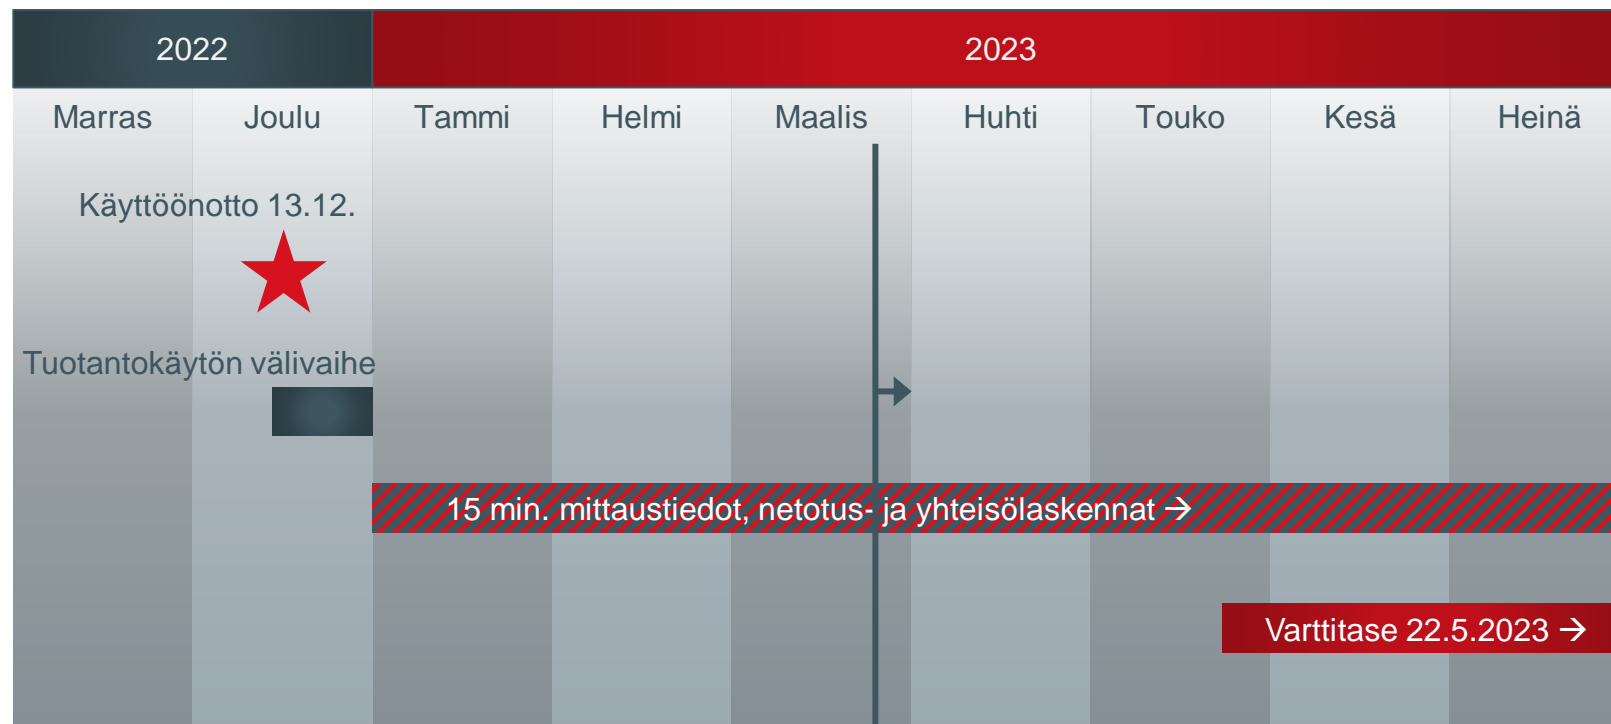 2022
2023
Marras
Joulu
Tammi
Helmi
Maalis
Huhti
Touko
Kesä
Heinä
Käyttöönotto 13.12.
Tuotantokäytön välivaihe
15 min. mittaustiedot, netotus- ja yhteisölaskennat →
Varttitase 22.5.2023 →